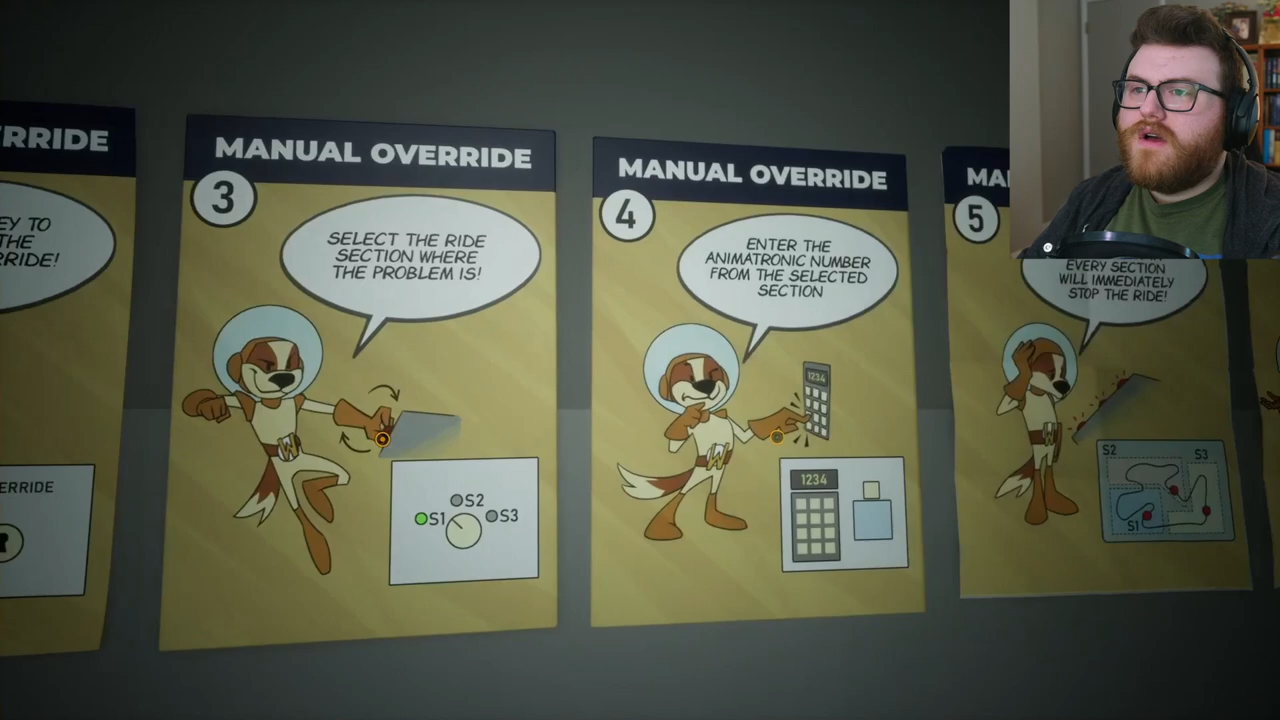 ERRIDE
EY TO
THE
RRIDE!
ERRIDE
MANUAL OVERRIDE
3
SELECT THE RIDE
SECTION WHERE
THE PROBLEM IS!
S2
S1
S3
MANUAL OVERRIDE
4
ENTER THE
ANIMATRONIC NUMBER
FROM THE SELECTED
SECTION
1234
1234
MA
5
EVERY SECTION
WILL IMMEDIATELY
STOP THE RIDE!
S2
S3
S1